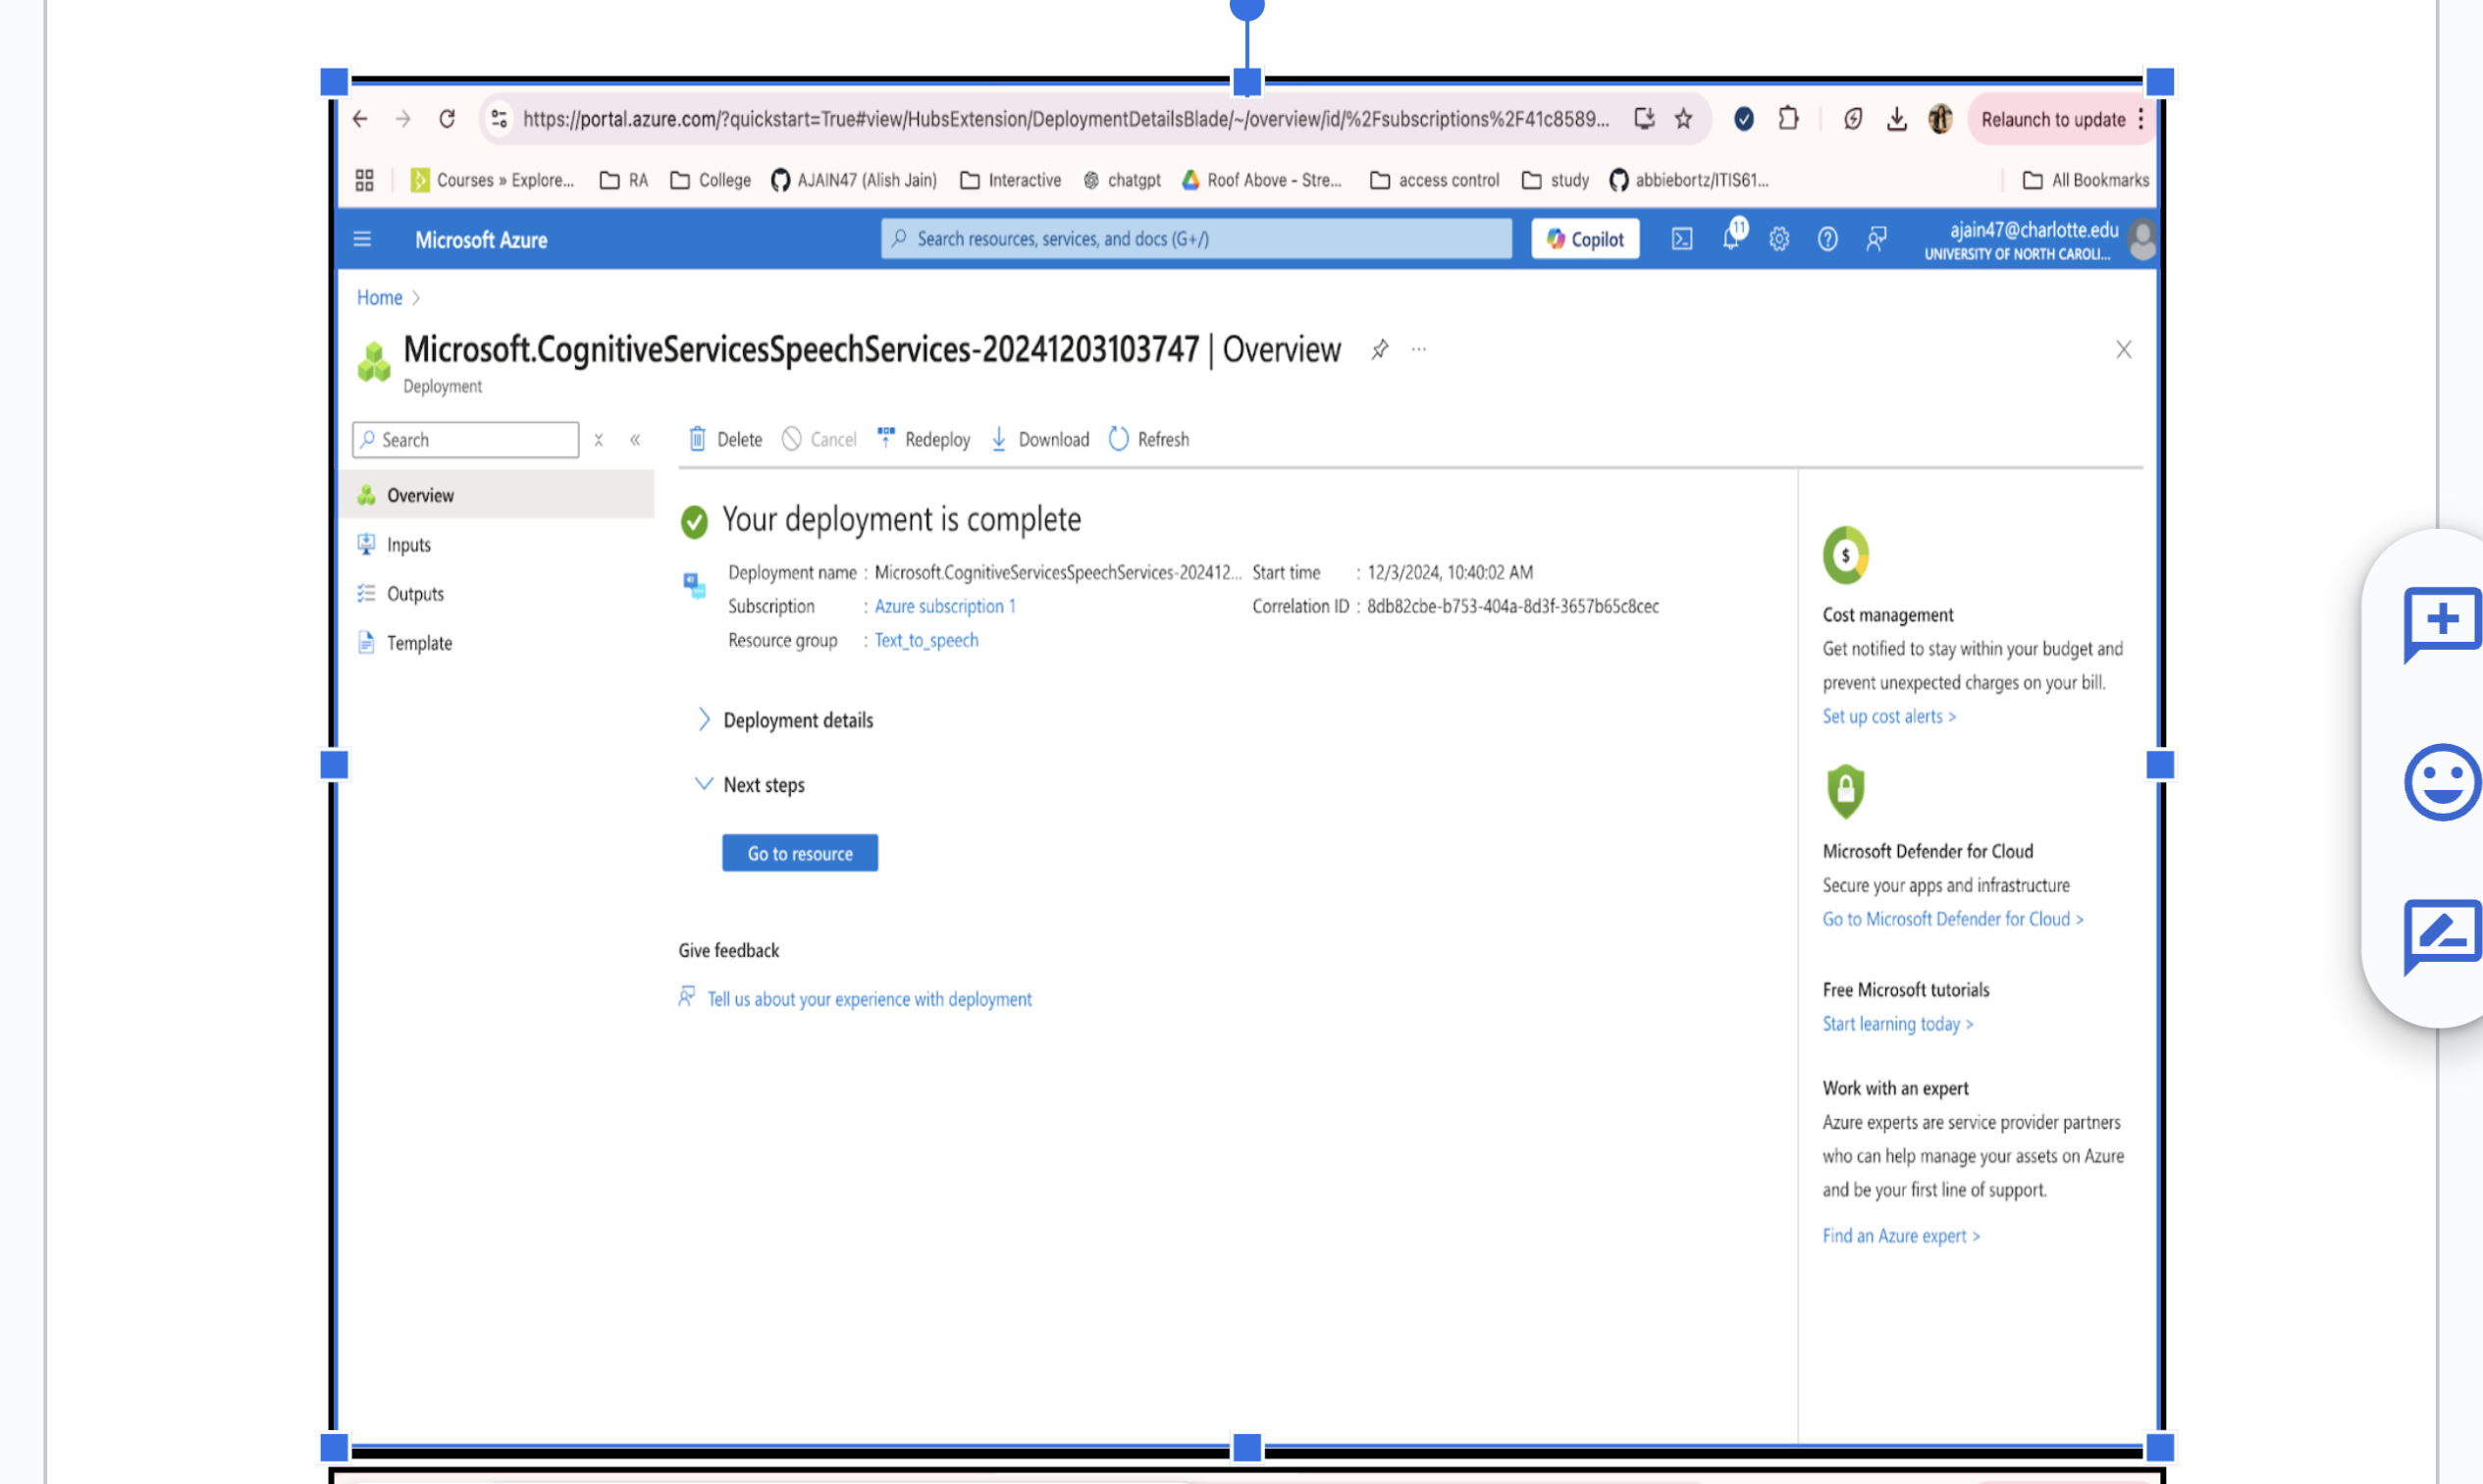 https://portal.azure.com/?quickstart=True#view/HubsExtension/DeploymentDetailsBlade/~/overview/id/%2Fsubscriptions%2F41c8589...
Relaunch to update
Courses » Explore... RA College AJAIN47 (Alish Jain) Interactive chatgpt Roof Above - Stre... access control study abbiebortz/ITIS61... All Bookmarks
Microsoft Azure
Search resources, services, and docs (G+/)
Copilot
11
ajain47@charlotte.edu
UNIVERSITY OF NORTH CAROLI...
Home >
Microsoft.CognitiveServicesSpeechServices-20241203103747 | Overview
Deployment
Search
Delete Cancel Redeploy Download Refresh
Overview
Inputs
Outputs
Template
Your deployment is complete
Deployment name : Microsoft.CognitiveServicesSpeechServices-202412... Start time : 12/3/2024, 10:40:02 AM
Subscription : Azure subscription 1 Correlation ID : 8db82cbe-b753-404a-8d3f-3657b65c8cec
Resource group : Text_to_speech
Deployment details
Next steps
Go to resource
Give feedback
Tell us about your experience with deployment
$
Cost management
Get notified to stay within your budget and
prevent unexpected charges on your bill.
Set up cost alerts >
Microsoft Defender for Cloud
Secure your apps and infrastructure
Go to Microsoft Defender for Cloud >
Free Microsoft tutorials
Start learning today >
Work with an expert
Azure experts are service provider partners
who can help manage your assets on Azure
and be your first line of support.
Find an Azure expert >